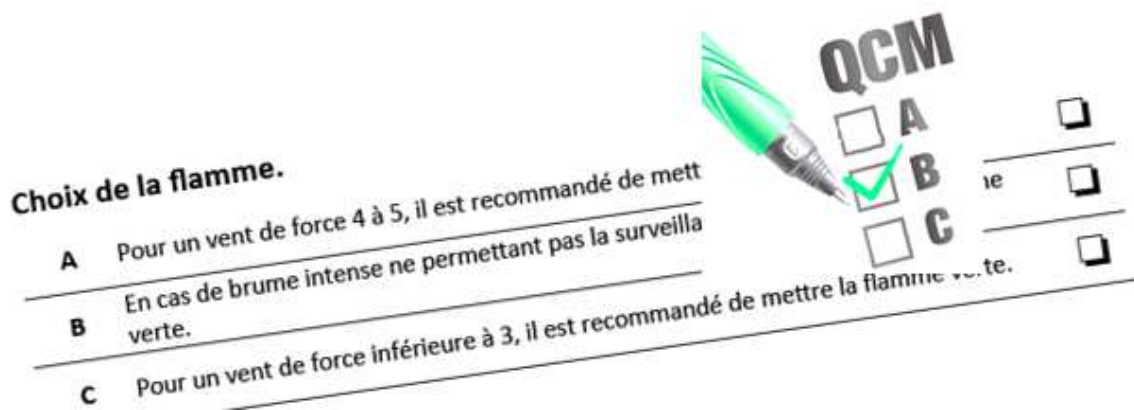 QCM
A
B
C
Choix de la flamme.
A Pour un vent de force 4 à 5, il est recommandé de
B En cas de brume intense ne permettant pas la
verte.
C Pour un vent de force inférieure à 3, il est recommandé de mettre la flamme